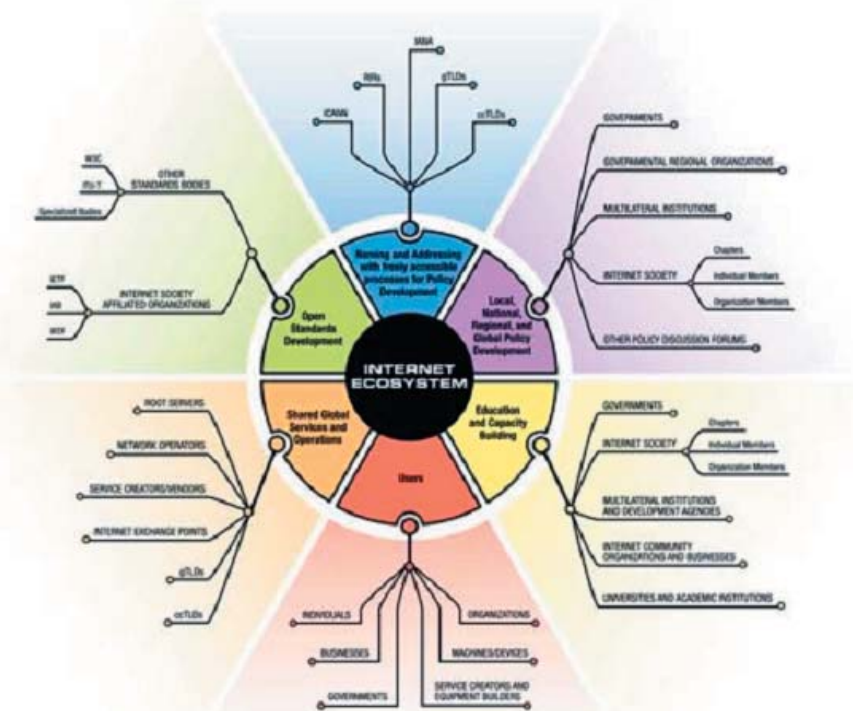 IANA
RIRs
gTLDs
ICANN
ccTLDs
Naming and Addressing
with freely accessible
processes for Policy
Development
GOVERNMENTS
GOVERNMENTAL REGIONAL ORGANIZATIONS
MULTILATERAL INSTITUTIONS
INTERNET SOCIETY
Chapters
Individual Members
Organization Members
OTHER POLICY DISCUSSION FORUMS
Local,
National,
Regional, and
Global Policy
Development
W3C
ITU-T
Specialized Bodies
OTHER
STANDARDS BODIES
IETF
IAB
IRTF
INTERNET SOCIETY
AFFILIATED ORGANIZATIONS
Open
Standards
Development
INTERNET
ECOSYSTEM
Shared Global
Services and
Operations
ROOT SERVERS
NETWORK OPERATORS
SERVICE CREATORS/VENDORS
INTERNET EXCHANGE POINTS
gTLDs
ccTLDs
Education
and Capacity
Building
GOVERNMENTS
INTERNET SOCIETY
Chapters
Individual Members
Organization Members
MULTILATERAL INSTITUTIONS
AND DEVELOPMENT AGENCIES
INTERNET COMMUNITY
ORGANIZATIONS AND BUSINESSES
UNIVERSITIES AND ACADEMIC INSTITUTIONS
Users
INDIVIDUALS
BUSINESSES
GOVERNMENTS
ORGANIZATIONS
MACHINES/DEVICES
SERVICE CREATORS AND
EQUIPMENT BUILDERS